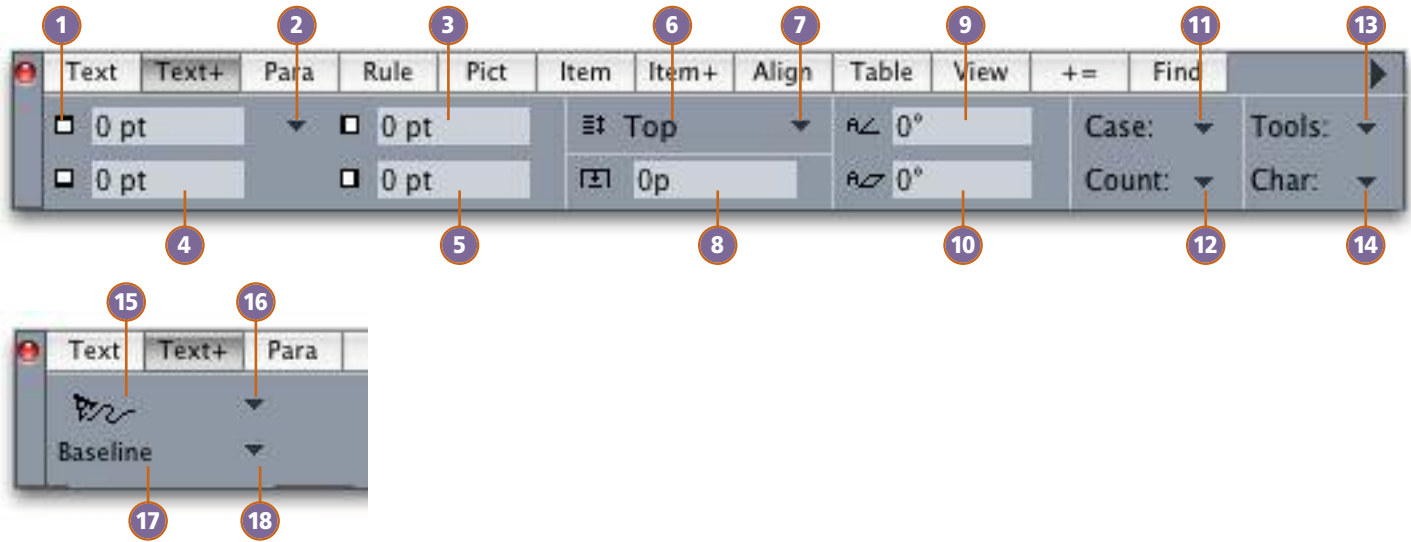 1 2 3 6 7 9 11 13
Text Text+ Para Rule Pict Item Item+ Align Table View += Find
0 pt 0 pt Top A 0° Case: Tools:
0 pt 0 pt 0p A 0° Count: Char:
4 5 8 10 12 14
15 16
Text Text+ Para
Baseline
17 18